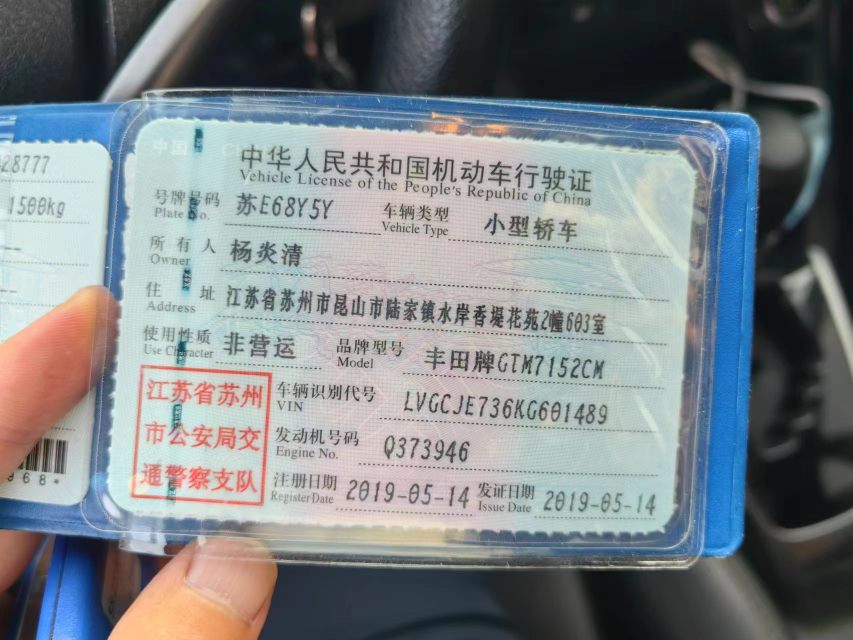 28777
1500kg
968*
中国 CHI
中华人民共和国机动车行驶证
Vehicle License of the People's Republic of China
号牌号码 苏E68Y5Y 车辆类型 小型轿车
Plate No. Vehicle Type
所有人 杨炎清
Owner
住址 江苏省苏州市昆山市陆家镇水岸香堤花苑2幢603室
Address
使用性质 非营运 品牌型号 丰田牌GTM7152CM
Use Character Model
江苏省苏州
市公安局交
通警察支队
车辆识别代号 LVGCJE736KG601489
VIN
发动机号码 Q373946
Engine No.
注册日期 2019-05-14 发证日期 2019-05-14
Register Date Issue Date